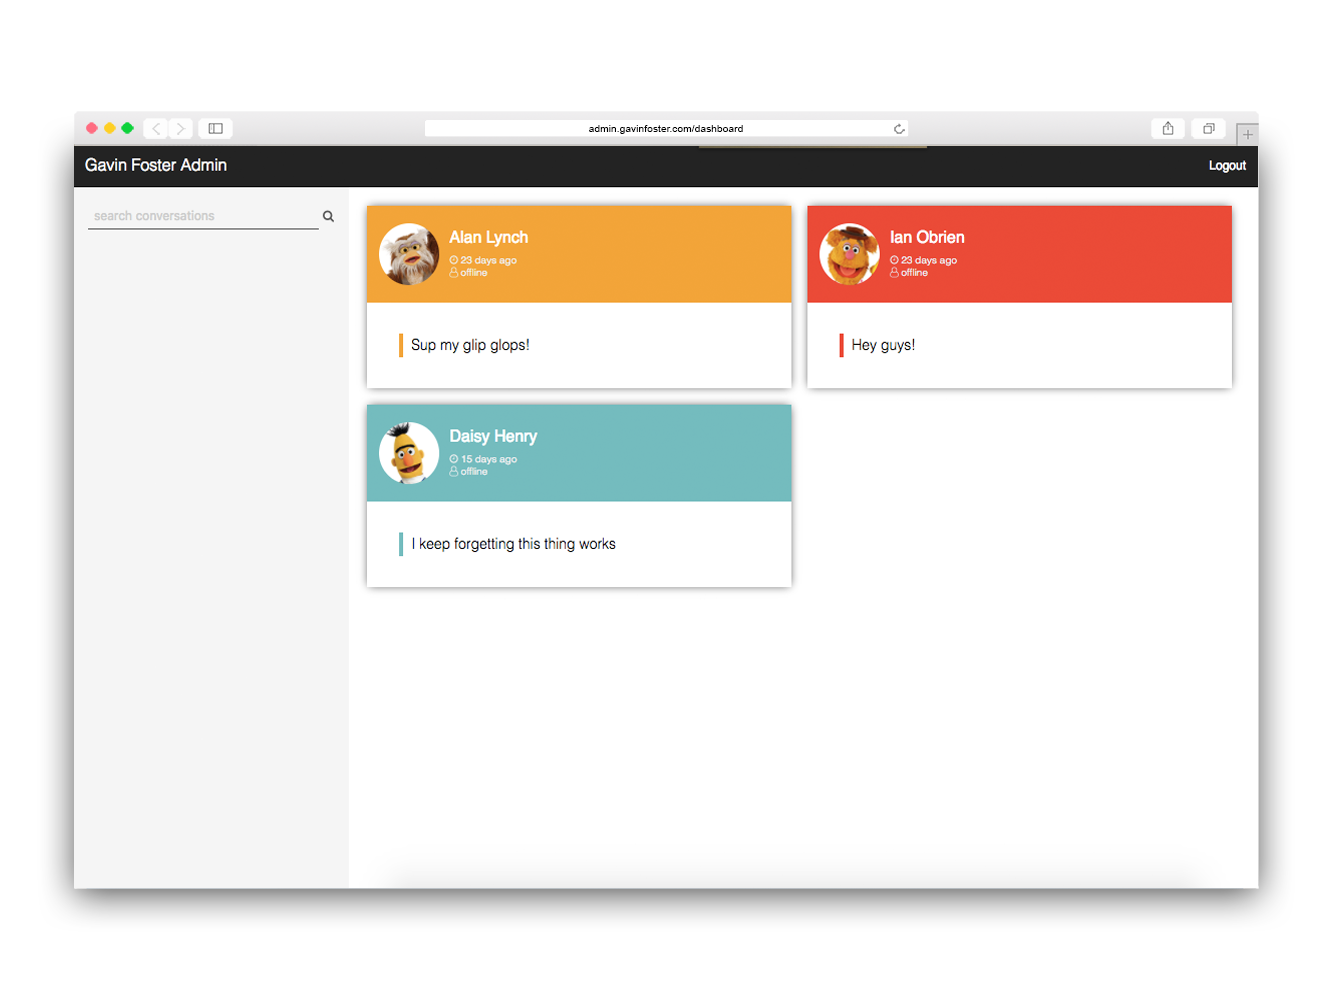 admin.gavinfoster.com/dashboard
Gavin Foster Admin
Logout
search conversations
Alan Lynch
23 days ago
offline
Sup my glip glops!
Ian Obrien
23 days ago
offline
Hey guys!
Daisy Henry
15 days ago
offline
I keep forgetting this thing works